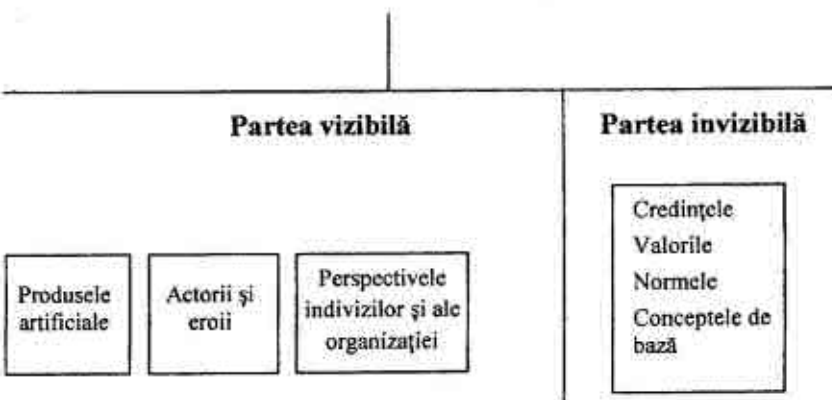 Partea vizibilă
Partea invizibilă
Produsele
artificiale
Actorii şi
eroii
Perspectivele
indivizilor şi ale
organizaţiei
Credinţele
Valorile
Normele
Conceptele de
bază